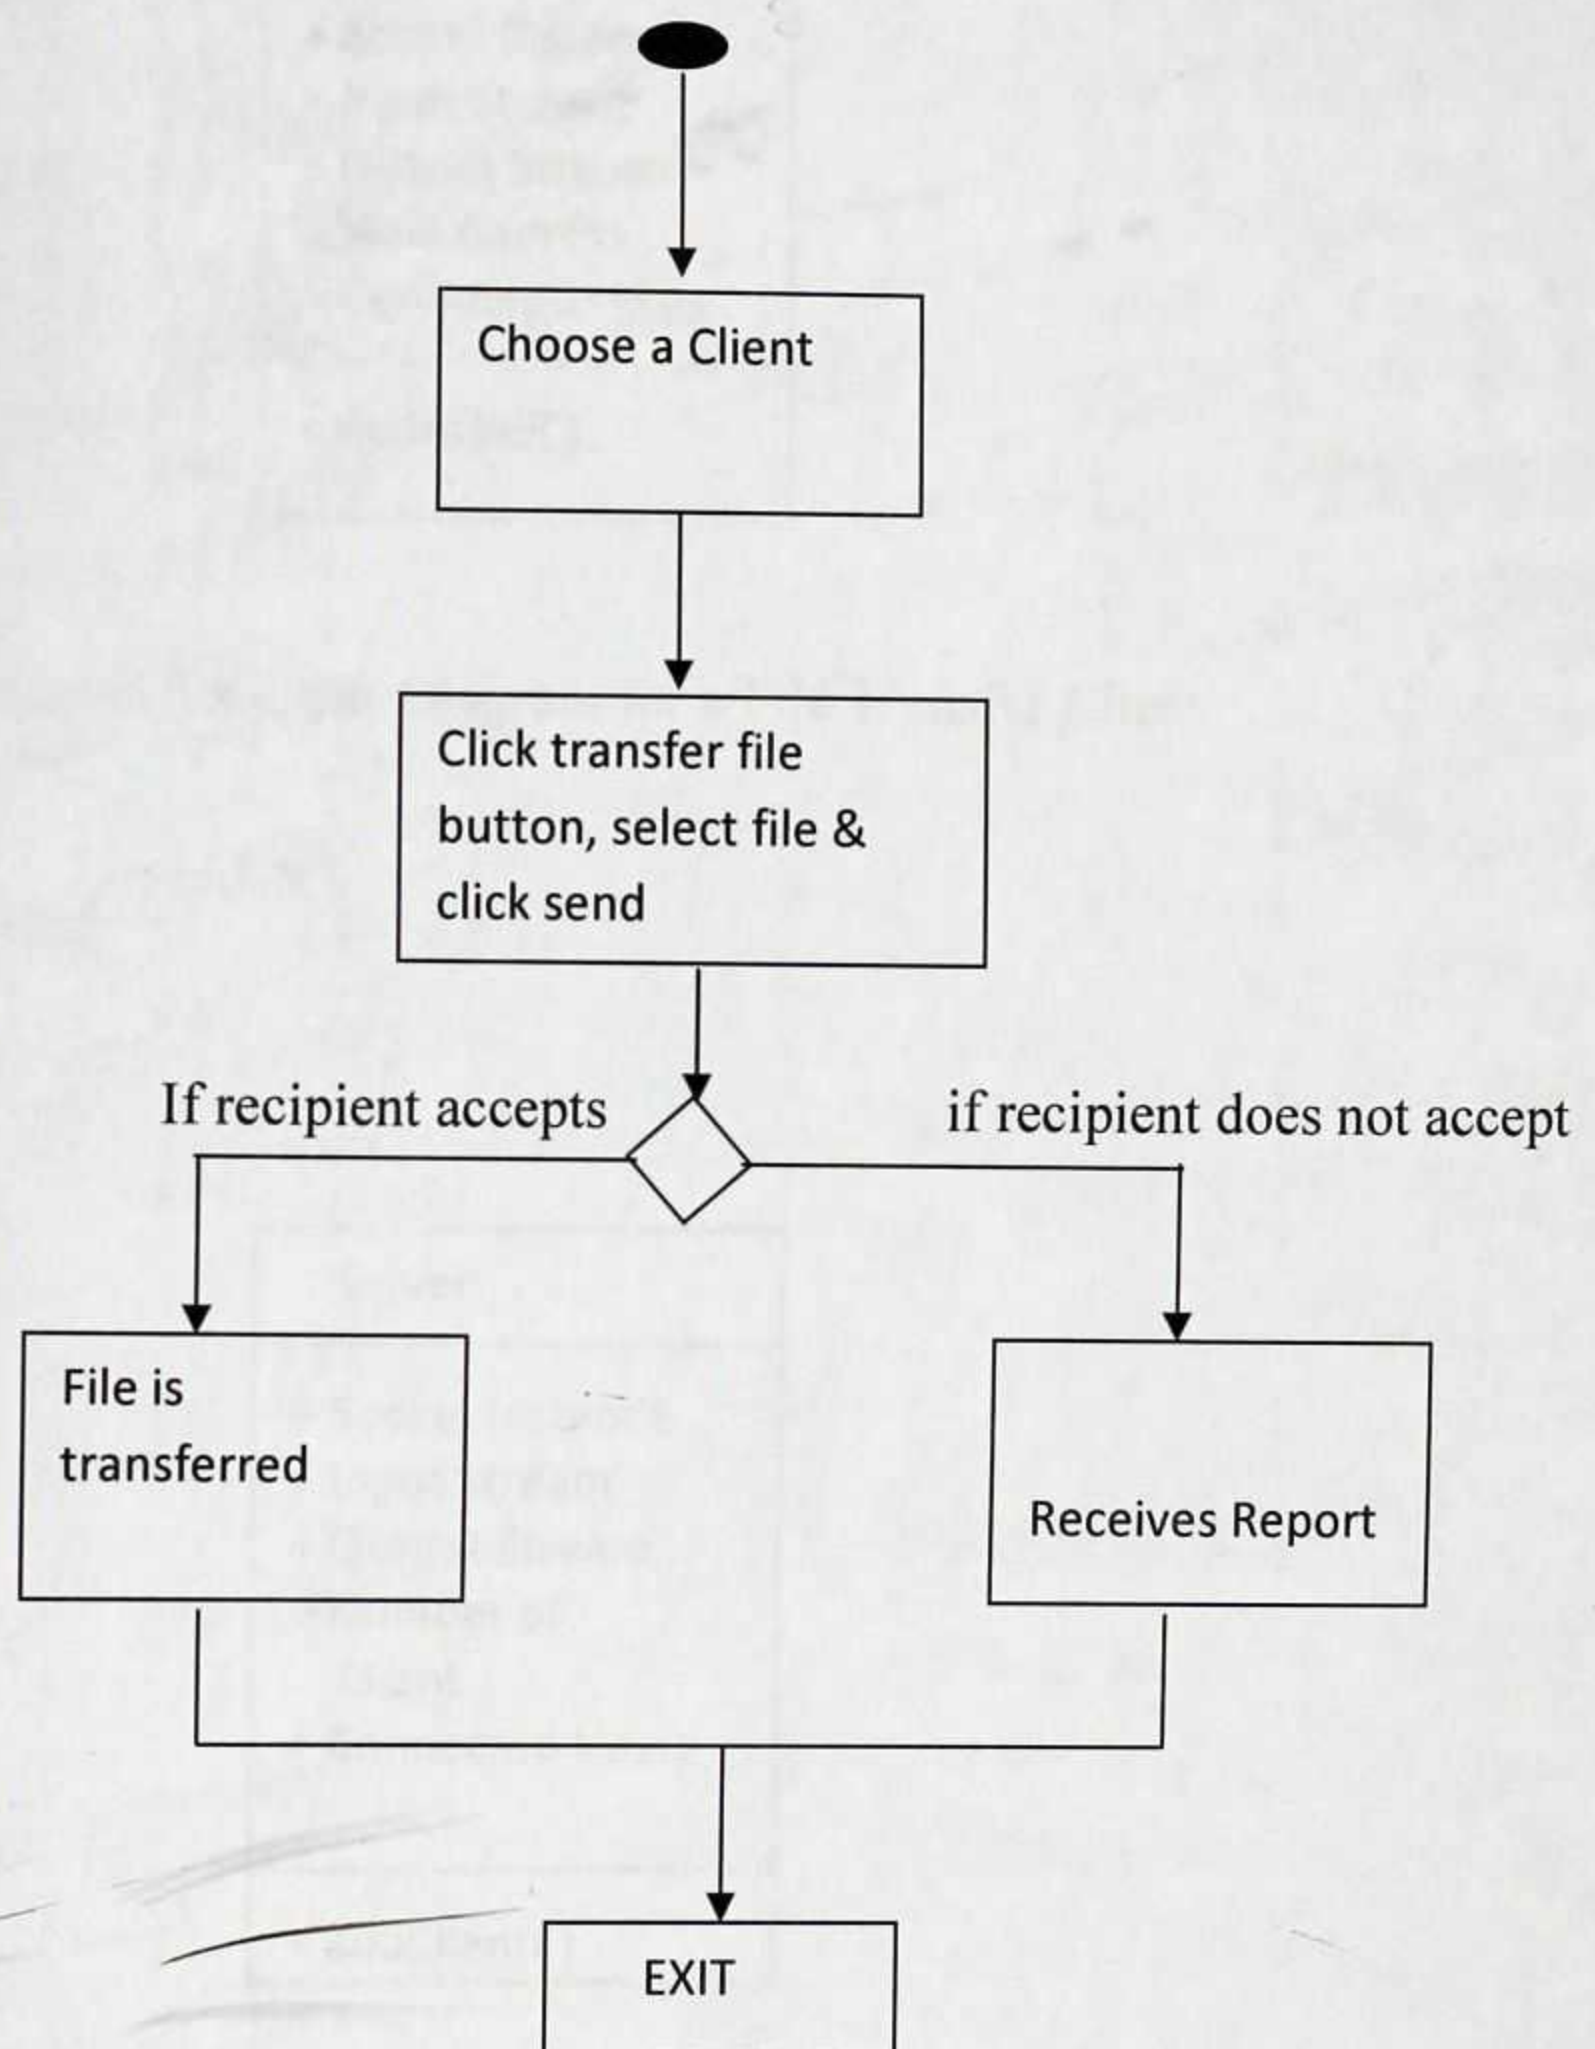 Choose a Client
Click transfer file
button, select file &
click send
If recipient accepts
if recipient does not accept
File is
transferred
Receives Report
EXIT